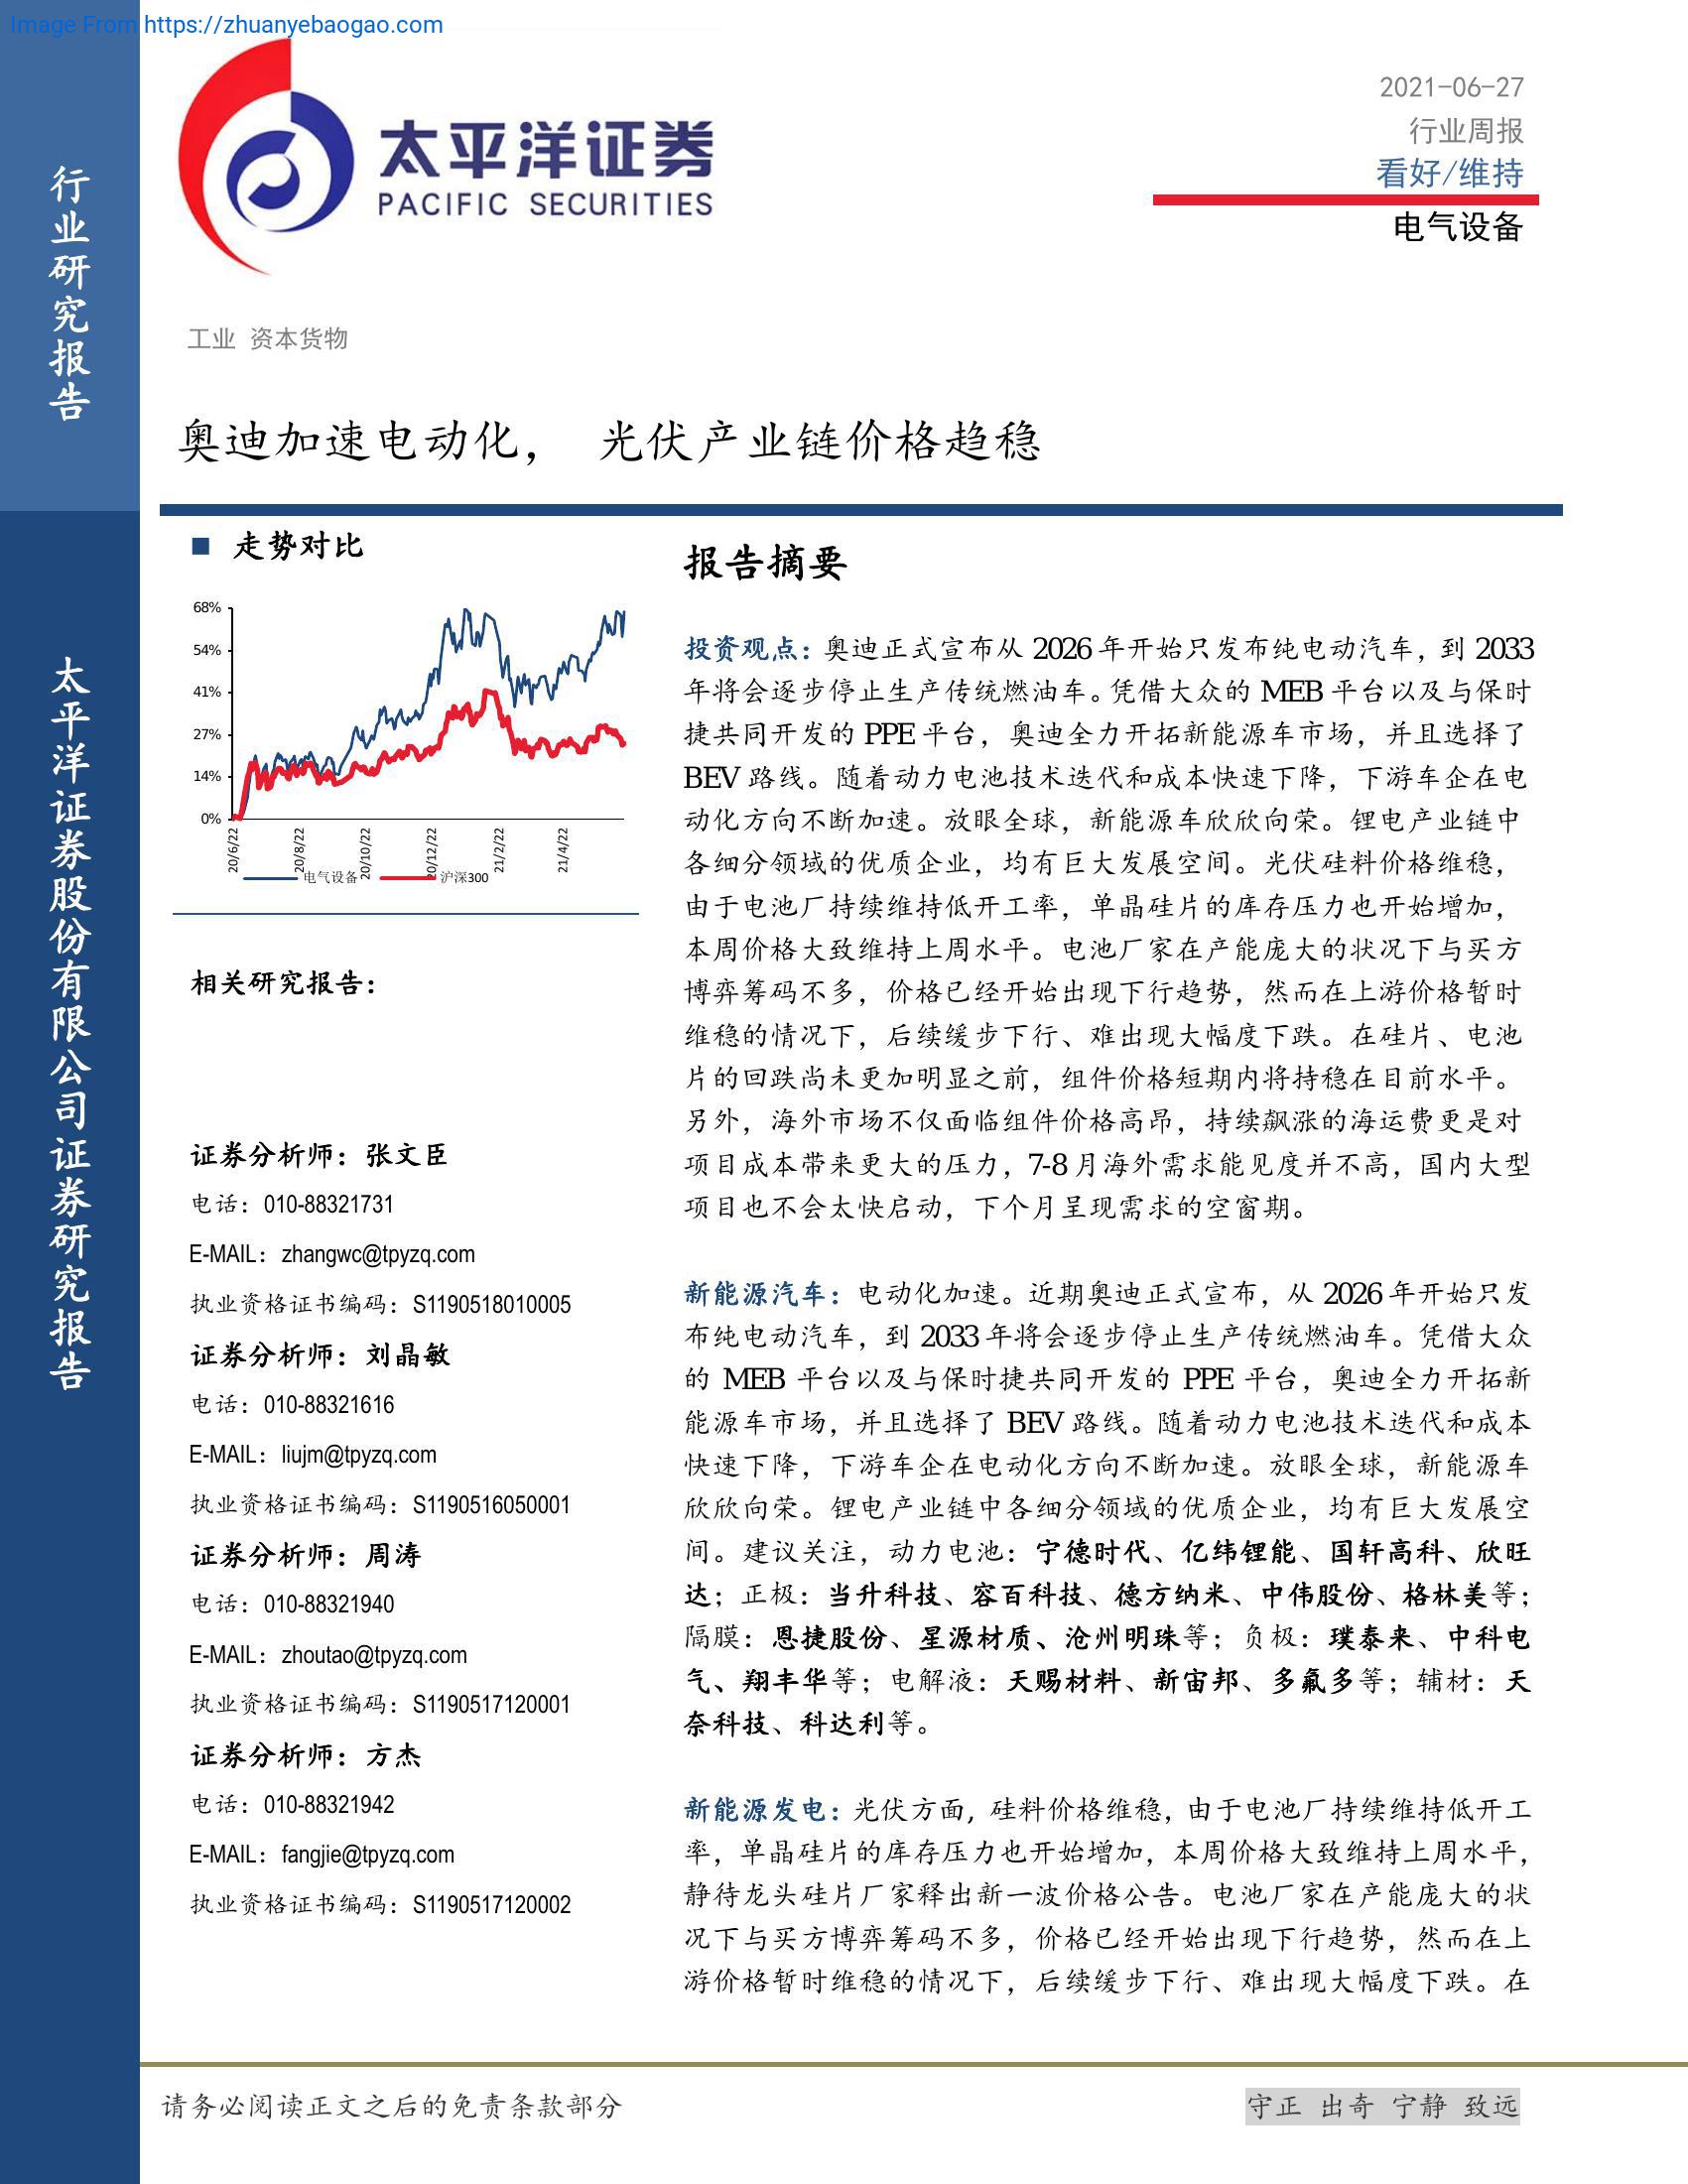 Image From https://zhuanyebaogao.com
行业研究报告
太平洋证券股份有限公司证券研究报告
太平洋证券
PACIFIC SECURITIES
2021-06-27
行业周报
看好/维持
电气设备
工业 资本货物
奥迪加速电动化， 光伏产业链价格趋稳
■ 走势对比
68%
54%
41%
27%
14%
0%
20/6/22
20/8/22
20/10/22
20/12/22
21/2/22
21/4/22
电气设备
沪深300
相关研究报告：
证券分析师：张文臣
电话：010-88321731
E-MAIL：zhangwc@tpyzq.com
执业资格证书编码：S1190518010005
证券分析师：刘晶敏
电话：010-88321616
E-MAIL：liujm@tpyzq.com
执业资格证书编码：S1190516050001
证券分析师：周涛
电话：010-88321940
E-MAIL：zhoutao@tpyzq.com
执业资格证书编码：S1190517120001
证券分析师：方杰
电话：010-88321942
E-MAIL：fangjie@tpyzq.com
执业资格证书编码：S1190517120002
报告摘要
投资观点：奥迪正式宣布从 2026 年开始只发布纯电动汽车，到 2033
年将会逐步停止生产传统燃油车。凭借大众的 MEB 平台以及与保时
捷共同开发的 PPE 平台，奥迪全力开拓新能源车市场，并且选择了
BEV 路线。随着动力电池技术迭代和成本快速下降，下游车企在电
动化方向不断加速。放眼全球，新能源车欣欣向荣。锂电产业链中
各细分领域的优质企业，均有巨大发展空间。光伏硅料价格维稳，
由于电池厂持续维持低开工率，单晶硅片的库存压力也开始增加，
本周价格大致维持上周水平。电池厂家在产能庞大的状况下与买方
博弈筹码不多，价格已经开始出现下行趋势，然而在上游价格暂时
维稳的情况下，后续缓步下行、难出现大幅度下跌。在硅片、电池
片的回跌尚未更加明显之前，组件价格短期内将持稳在目前水平。
另外，海外市场不仅面临组件价格高昂，持续飙涨的海运费更是对
项目成本带来更大的压力，7-8 月海外需求能见度并不高，国内大型
项目也不会太快启动，下个月呈现需求的空窗期。
新能源汽车：电动化加速。近期奥迪正式宣布，从 2026 年开始只发
布纯电动汽车，到 2033 年将会逐步停止生产传统燃油车。凭借大众
的 MEB 平台以及与保时捷共同开发的 PPE 平台，奥迪全力开拓新
能源车市场，并且选择了 BEV 路线。随着动力电池技术迭代和成本
快速下降，下游车企在电动化方向不断加速。放眼全球，新能源车
欣欣向荣。锂电产业链中各细分领域的优质企业，均有巨大发展空
间。建议关注，动力电池：宁德时代、亿纬锂能、国轩高科、欣旺
达；正极：当升科技、容百科技、德方纳米、中伟股份、格林美等；
隔膜：恩捷股份、星源材质、沧州明珠等；负极：璞泰来、中科电
气、翔丰华等；电解液：天赐材料、新宙邦、多氟多等；辅材：天
奈科技、科达利等。
新能源发电：光伏方面，硅料价格维稳，由于电池厂持续维持低开工
率，单晶硅片的库存压力也开始增加，本周价格大致维持上周水平，
静待龙头硅片厂家释出新一波价格公告。电池厂家在产能庞大的状
况下与买方博弈筹码不多，价格已经开始出现下行趋势，然而在上
游价格暂时维稳的情况下，后续缓步下行、难出现大幅度下跌。在
请务必阅读正文之后的免责条款部分
守正 出奇 宁静 致远